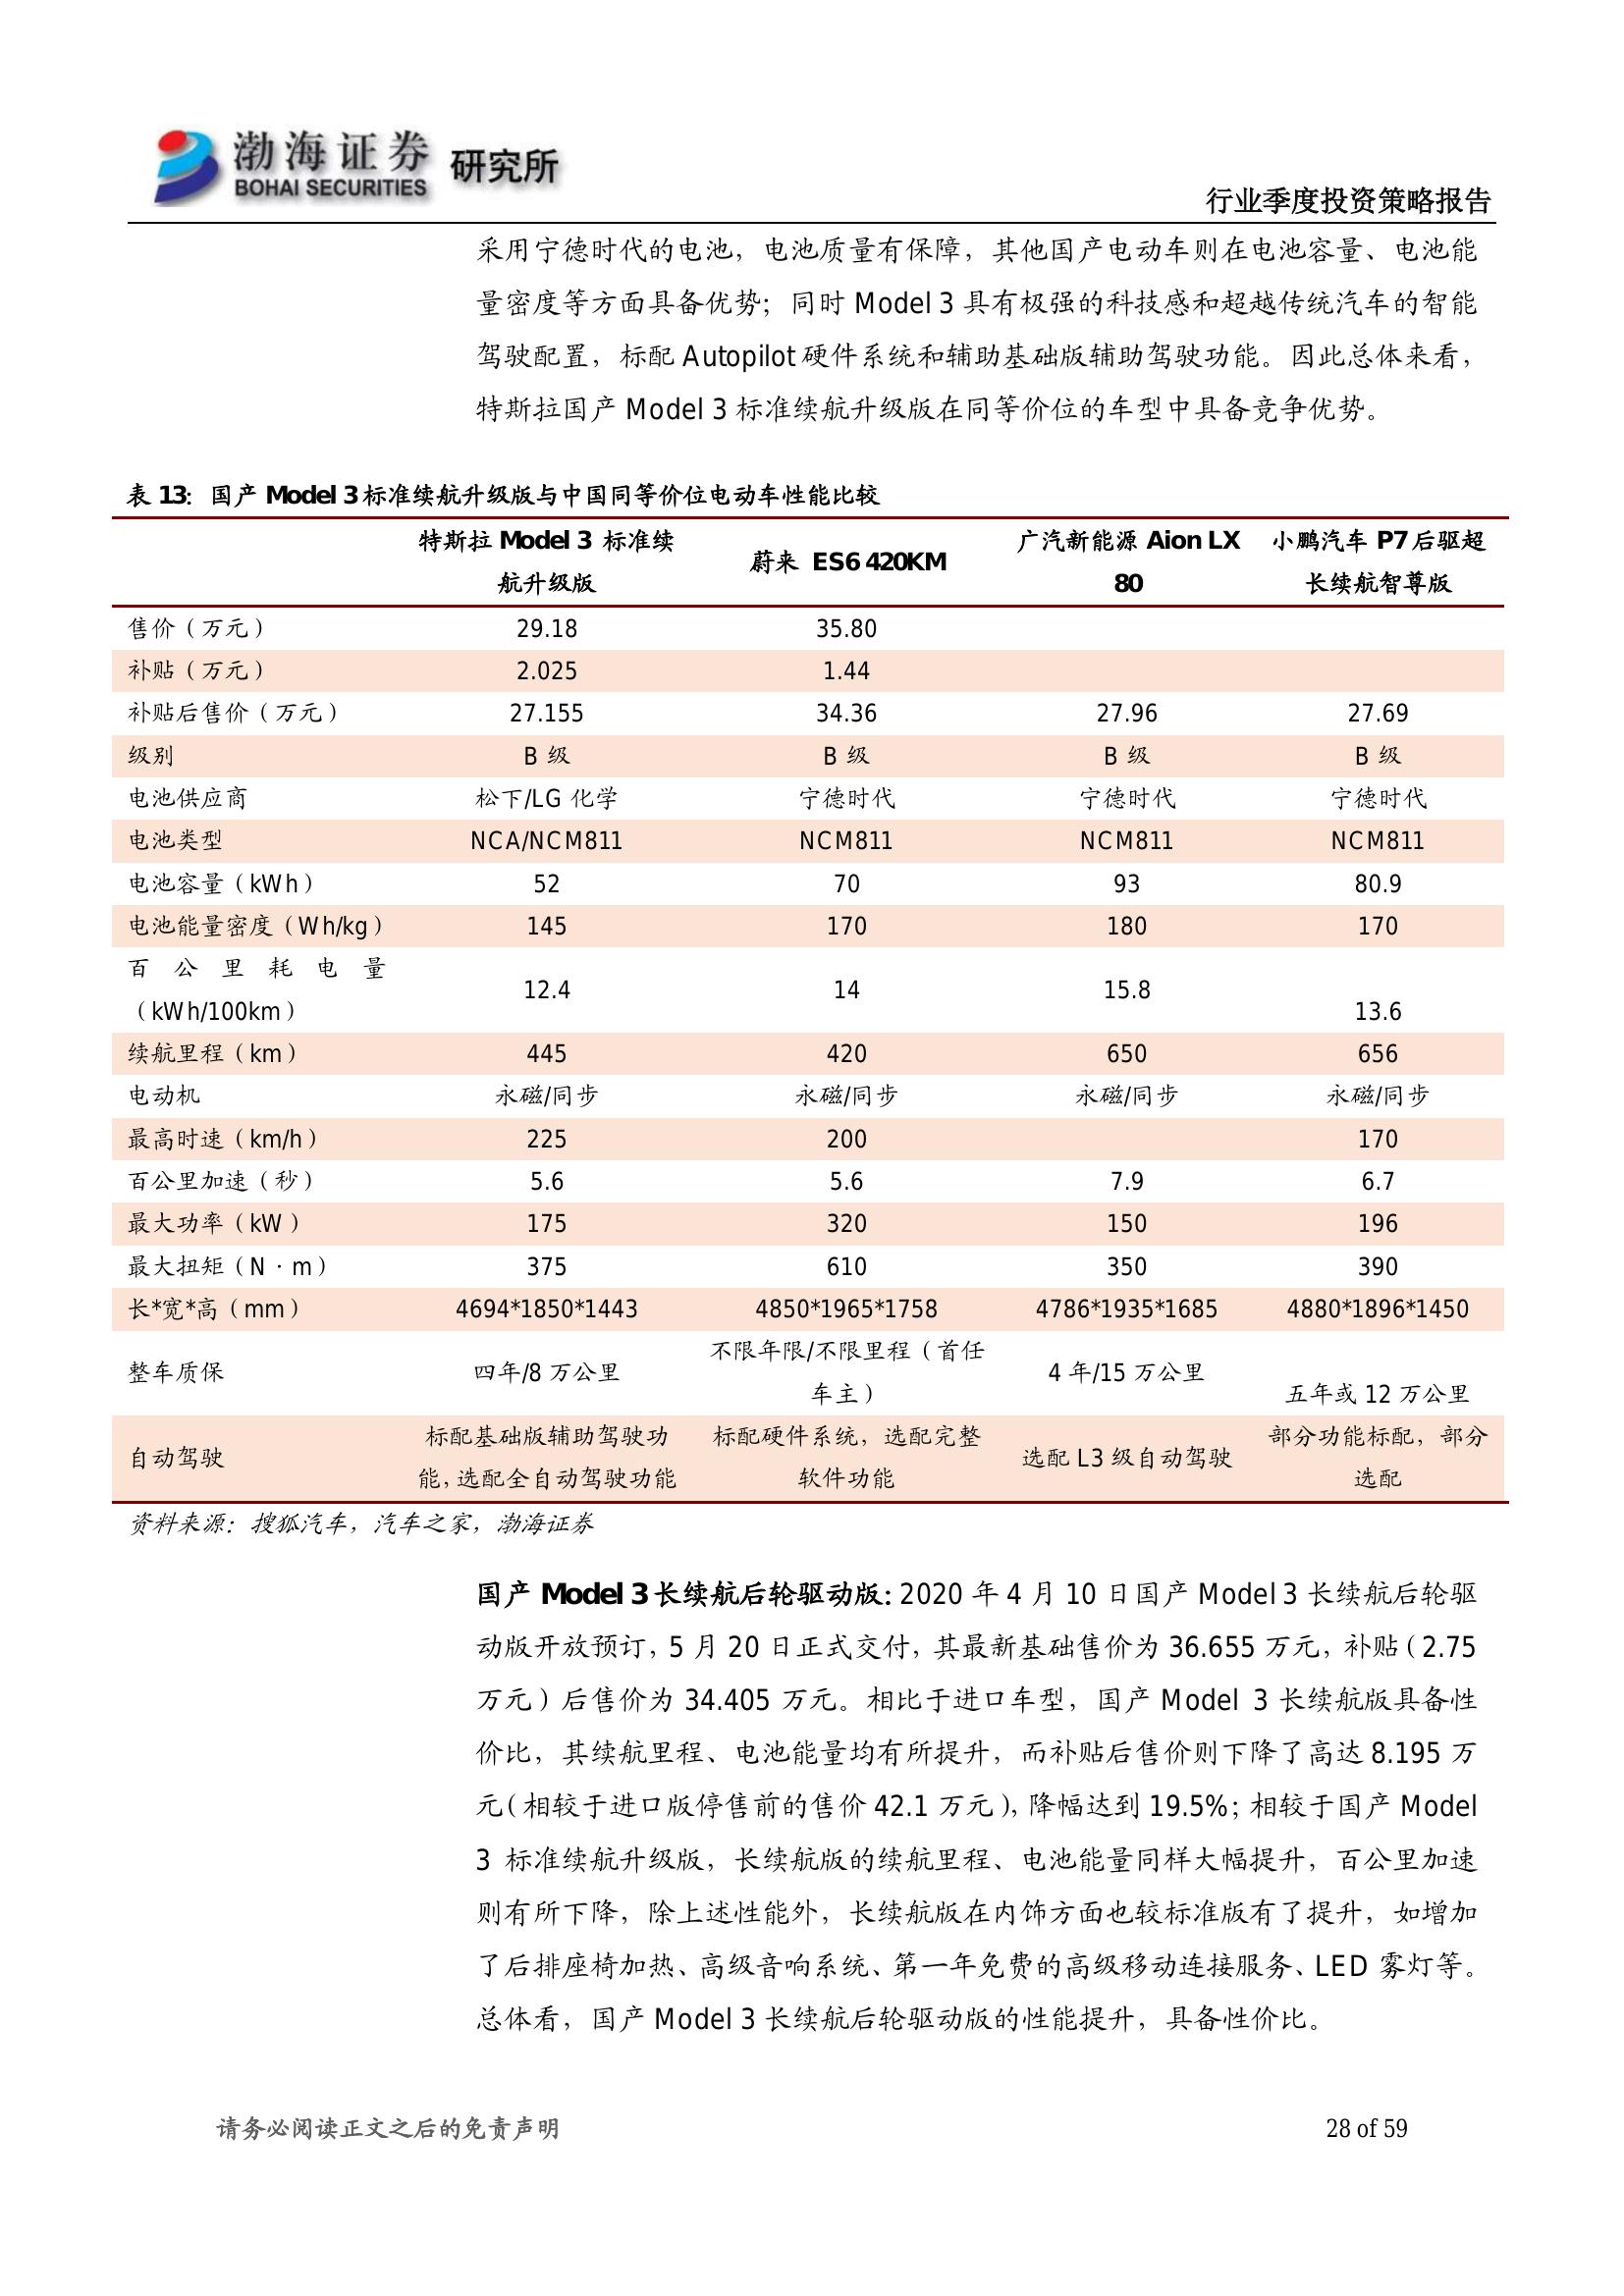 渤海证券 研究所
BOHAI SECURITIES
行业季度投资策略报告
采用宁德时代的电池，电池质量有保障，其他国产电动车则在电池容量、电池能
量密度等方面具备优势；同时 Model 3 具有极强的科技感和超越传统汽车的智能
驾驶配置，标配 Autopilot 硬件系统和辅助基础版辅助驾驶功能。因此总体来看，
特斯拉国产 Model 3 标准续航升级版在同等价位的车型中具备竞争优势。
表 13：国产 Model 3 标准续航升级版与中国同等价位电动车性能比较
特斯拉 Model 3 标准续航升级版 蔚来 ES6 420KM 广汽新能源 Aion LX 80 小鹏汽车 P7 后驱超长续航智尊版
售价（万元） 29.18 35.80
补贴（万元） 2.025 1.44
补贴后售价（万元） 27.155 34.36 27.96 27.69
级别 B 级 B 级 B 级 B 级
电池供应商 松下/LG 化学 宁德时代 宁德时代 宁德时代
电池类型 NCA/NCM811 NCM811 NCM811 NCM811
电池容量（kWh） 52 70 93 80.9
电池能量密度（Wh/kg） 145 170 180 170
百公里耗电量（kWh/100km） 12.4 14 15.8 13.6
续航里程（km） 445 420 650 656
电动机 永磁/同步 永磁/同步 永磁/同步 永磁/同步
最高时速（km/h） 225 200 170
百公里加速（秒） 5.6 5.6 7.9 6.7
最大功率（kW） 175 320 150 196
最大扭矩（N·m） 375 610 350 390
长*宽*高（mm） 4694*1850*1443 4850*1965*1758 4786*1935*1685 4880*1896*1450
整车质保 四年/8 万公里 不限年限/不限里程（首任车主） 4 年/15 万公里 五年或 12 万公里
自动驾驶 标配基础版辅助驾驶功能，选配全自动驾驶功能 标配硬件系统，选配完整软件功能 选配 L3 级自动驾驶 部分功能标配，部分选配
资料来源：搜狐汽车，汽车之家，渤海证券
国产 Model 3 长续航后轮驱动版：2020 年 4 月 10 日国产 Model 3 长续航后轮驱
动版开放预订，5 月 20 日正式交付，其最新基础售价为 36.655 万元，补贴（2.75
万元）后售价为 34.405 万元。相比于进口车型，国产 Model 3 长续航版具备性
价比，其续航里程、电池能量均有所提升，而补贴后售价则下降了高达 8.195 万
元（相较于进口版停售前的售价 42.1 万元），降幅达到 19.5%；相较于国产 Model
3 标准续航升级版，长续航版的续航里程、电池能量同样大幅提升，百公里加速
则有所下降，除上述性能外，长续航版在内饰方面也较标准版有了提升，如增加
了后排座椅加热、高级音响系统、第一年免费的高级移动连接服务、LED 雾灯等。
总体看，国产 Model 3 长续航后轮驱动版的性能提升，具备性价比。
请务必阅读正文之后的免责声明
28 of 59